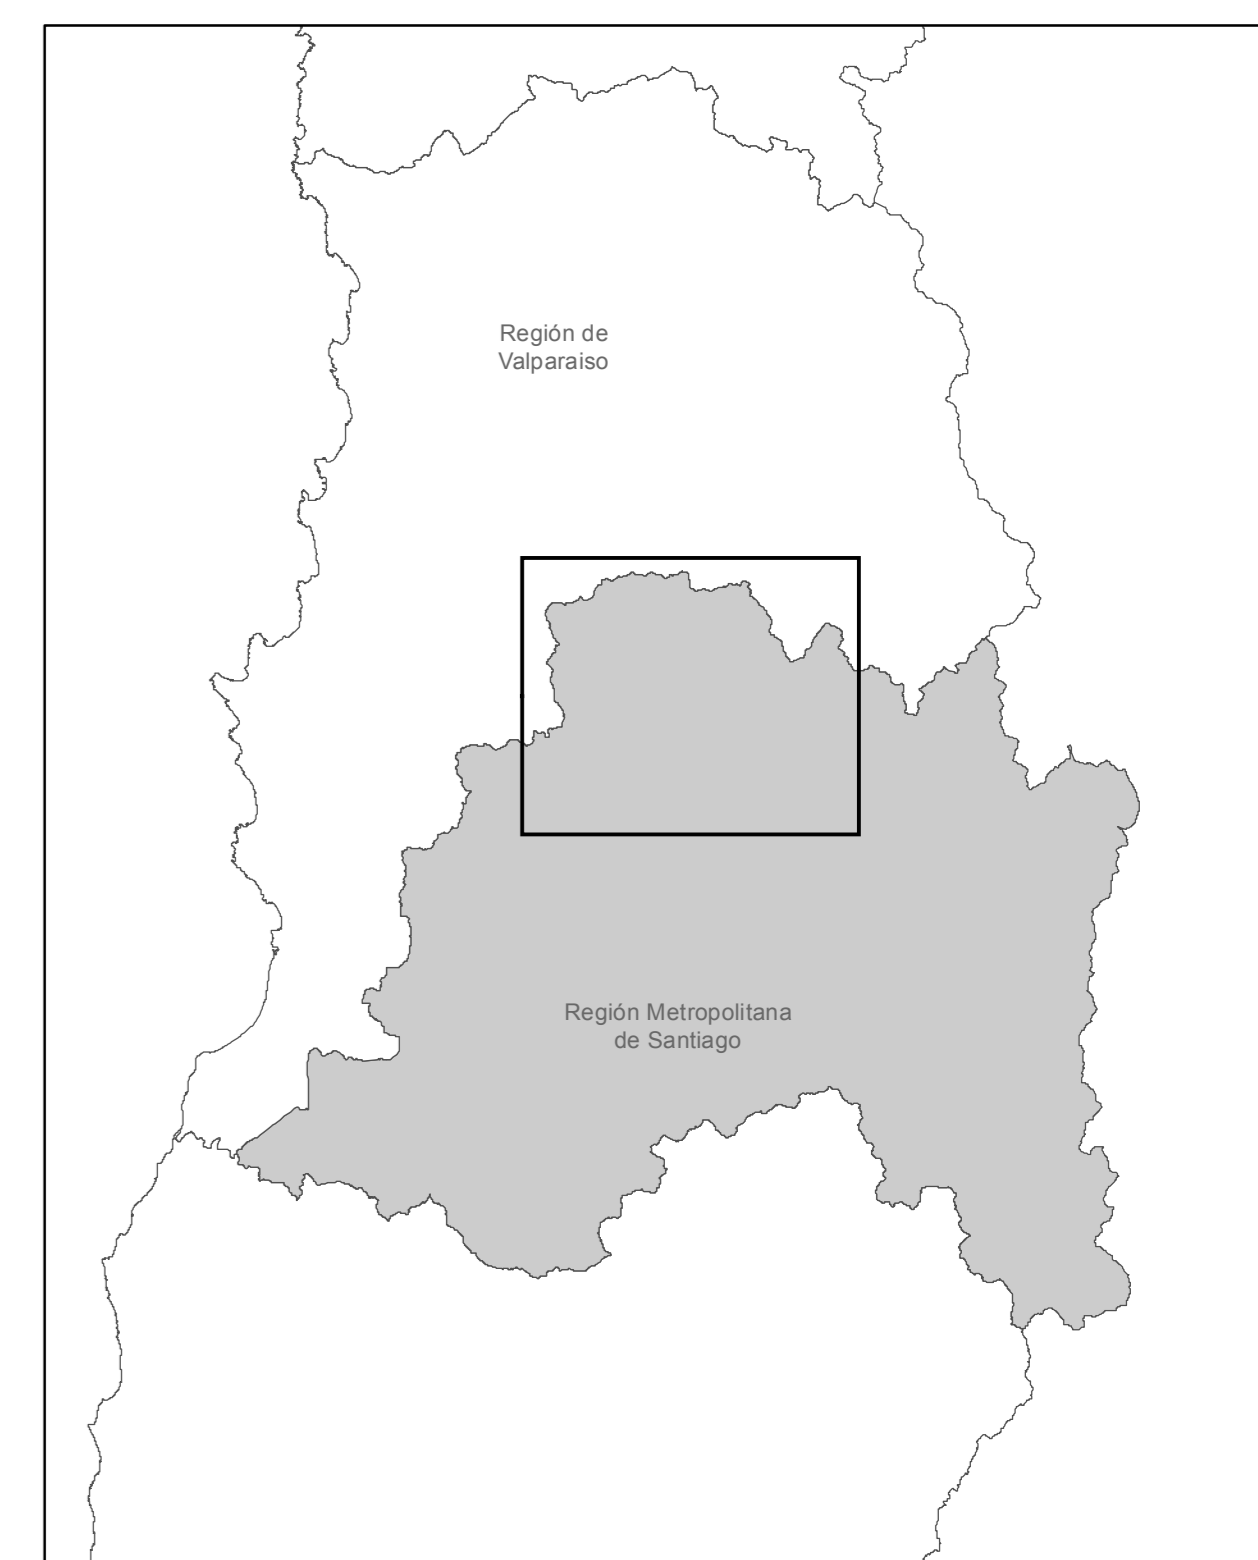 Región de
Valparaiso
Región Metropolitana
de Santiago